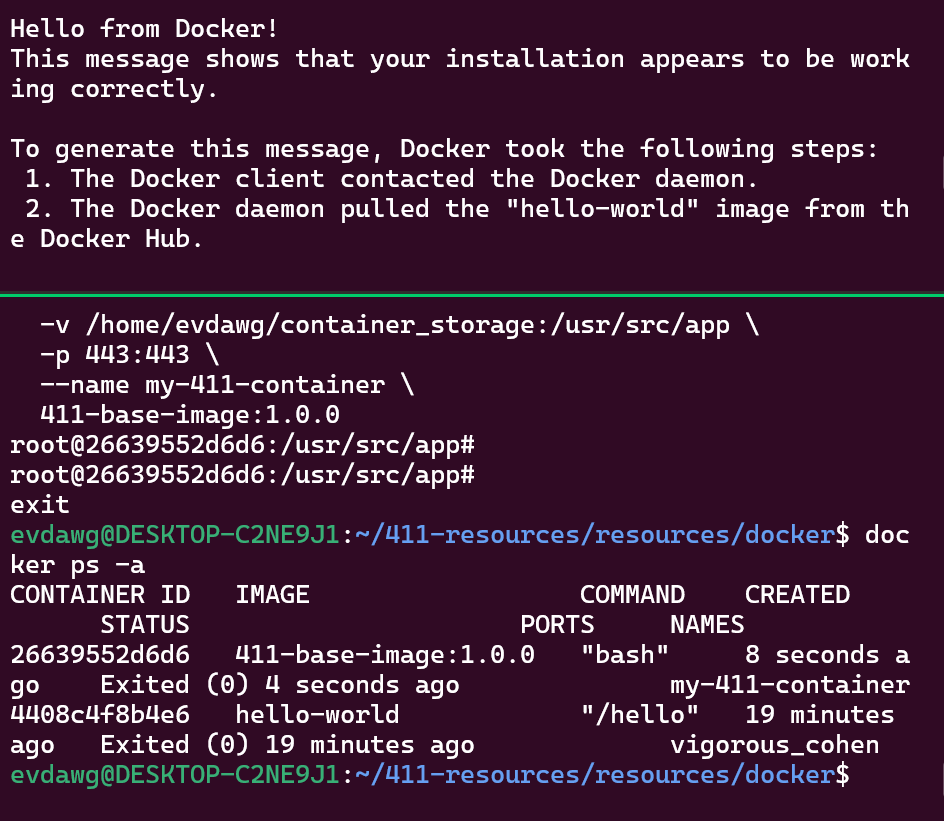 Hello from Docker!
This message shows that your installation appears to be work
ing correctly.

To generate this message, Docker took the following steps:
 1. The Docker client contacted the Docker daemon.
 2. The Docker daemon pulled the "hello-world" image from th
e Docker Hub.

  -v /home/evdawg/container_storage:/usr/src/app \
  -p 443:443 \
  --name my-411-container \
  411-base-image:1.0.0
root@26639552d6d6:/usr/src/app#
root@26639552d6d6:/usr/src/app#
exit
evdawg@DESKTOP-C2NE9J1:~/411-resources/resources/docker$ doc
ker ps -a
CONTAINER ID   IMAGE                  COMMAND    CREATED
      STATUS                      PORTS     NAMES
26639552d6d6   411-base-image:1.0.0   "bash"     8 seconds a
go    Exited (0) 4 seconds ago              my-411-container
4408c4f8b4e6   hello-world            "/hello"   19 minutes
ago   Exited (0) 19 minutes ago             vigorous_cohen
evdawg@DESKTOP-C2NE9J1:~/411-resources/resources/docker$